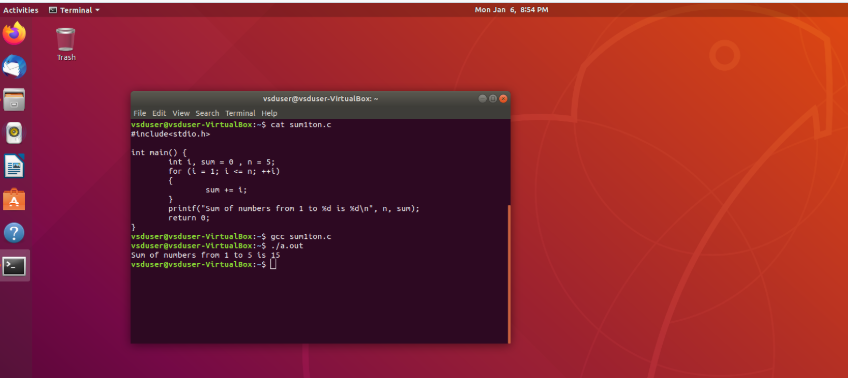 Activities Terminal Mon Jan 6, 8:54 PM
Trash
vsduser@vsduser-VirtualBox: ~
File Edit View Search Terminal Help
vsduser@vsduser-VirtualBox:~$ cat sum1ton.c
#include<stdio.h>
int main() {
int i, sum = 0 , n = 5;
for (i = 1; i <= n; ++i)
{
sum += i;
}
printf("Sum of numbers from 1 to %d is %d\n", n, sum);
return 0;
}
vsduser@vsduser-VirtualBox:~$ gcc sum1ton.c
vsduser@vsduser-VirtualBox:~$ ./a.out
Sum of numbers from 1 to 5 is 15
vsduser@vsduser-VirtualBox:~$